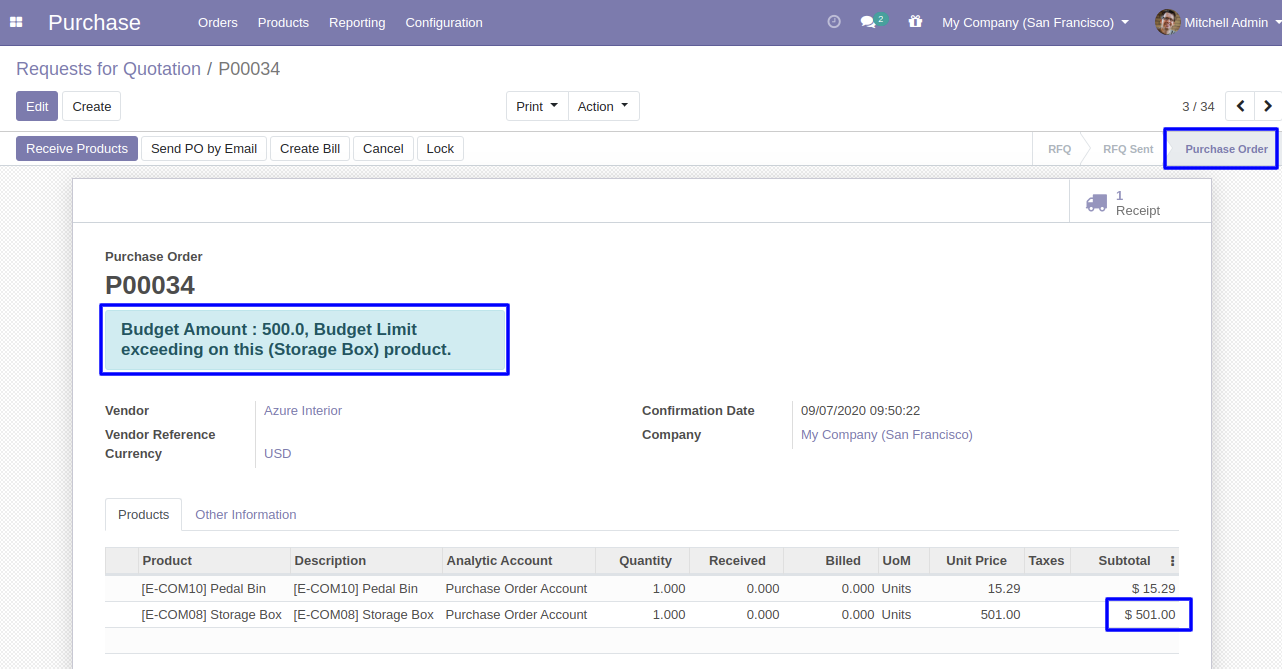 Purchase Orders Products Reporting Configuration 2 My Company (San Francisco) Mitchell Admin
Requests for Quotation / P00034
Edit Create Print Action 3 / 34
Receive Products Send PO by Email Create Bill Cancel Lock RFQ RFQ Sent Purchase Order
1
Receipt
Purchase Order
P00034
Budget Amount : 500.0, Budget Limit
exceeding on this (Storage Box) product.
Vendor Azure Interior Confirmation Date 09/07/2020 09:50:22
Vendor Reference Company My Company (San Francisco)
Currency USD
Products Other Information
Product Description Analytic Account Quantity Received Billed UoM Unit Price Taxes Subtotal
[E-COM10] Pedal Bin [E-COM10] Pedal Bin Purchase Order Account 1.000 0.000 0.000 Units 15.29 $ 15.29
[E-COM08] Storage Box [E-COM08] Storage Box Purchase Order Account 1.000 0.000 0.000 Units 501.00 $ 501.00